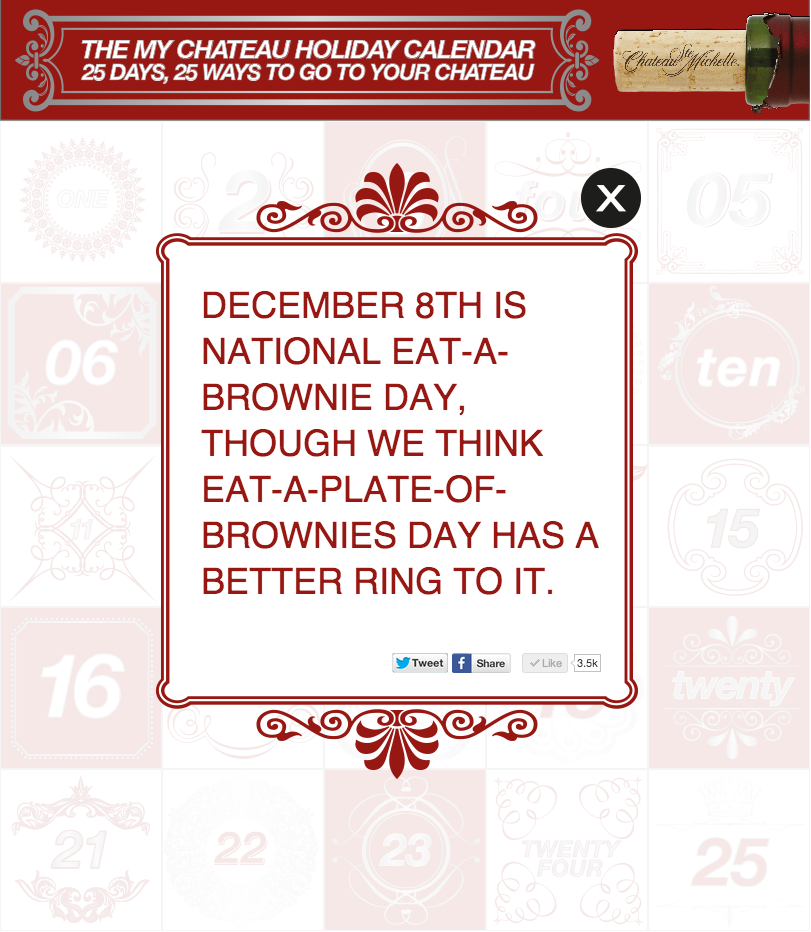 THE MY CHATEAU HOLIDAY CALENDAR
25 DAYS, 25 WAYS TO GO TO YOUR CHATEAU
Chateau Ste Michelle.
ONE
2
four
05
X
DECEMBER 8TH IS
NATIONAL EAT-A-
BROWNIE DAY,
THOUGH WE THINK
EAT-A-PLATE-OF-
BROWNIES DAY HAS A
BETTER RING TO IT.
06
ten
11
15
Tweet
Share
Like
3.5k
16
twenty
21
22
23
TWENTY
FOUR
25